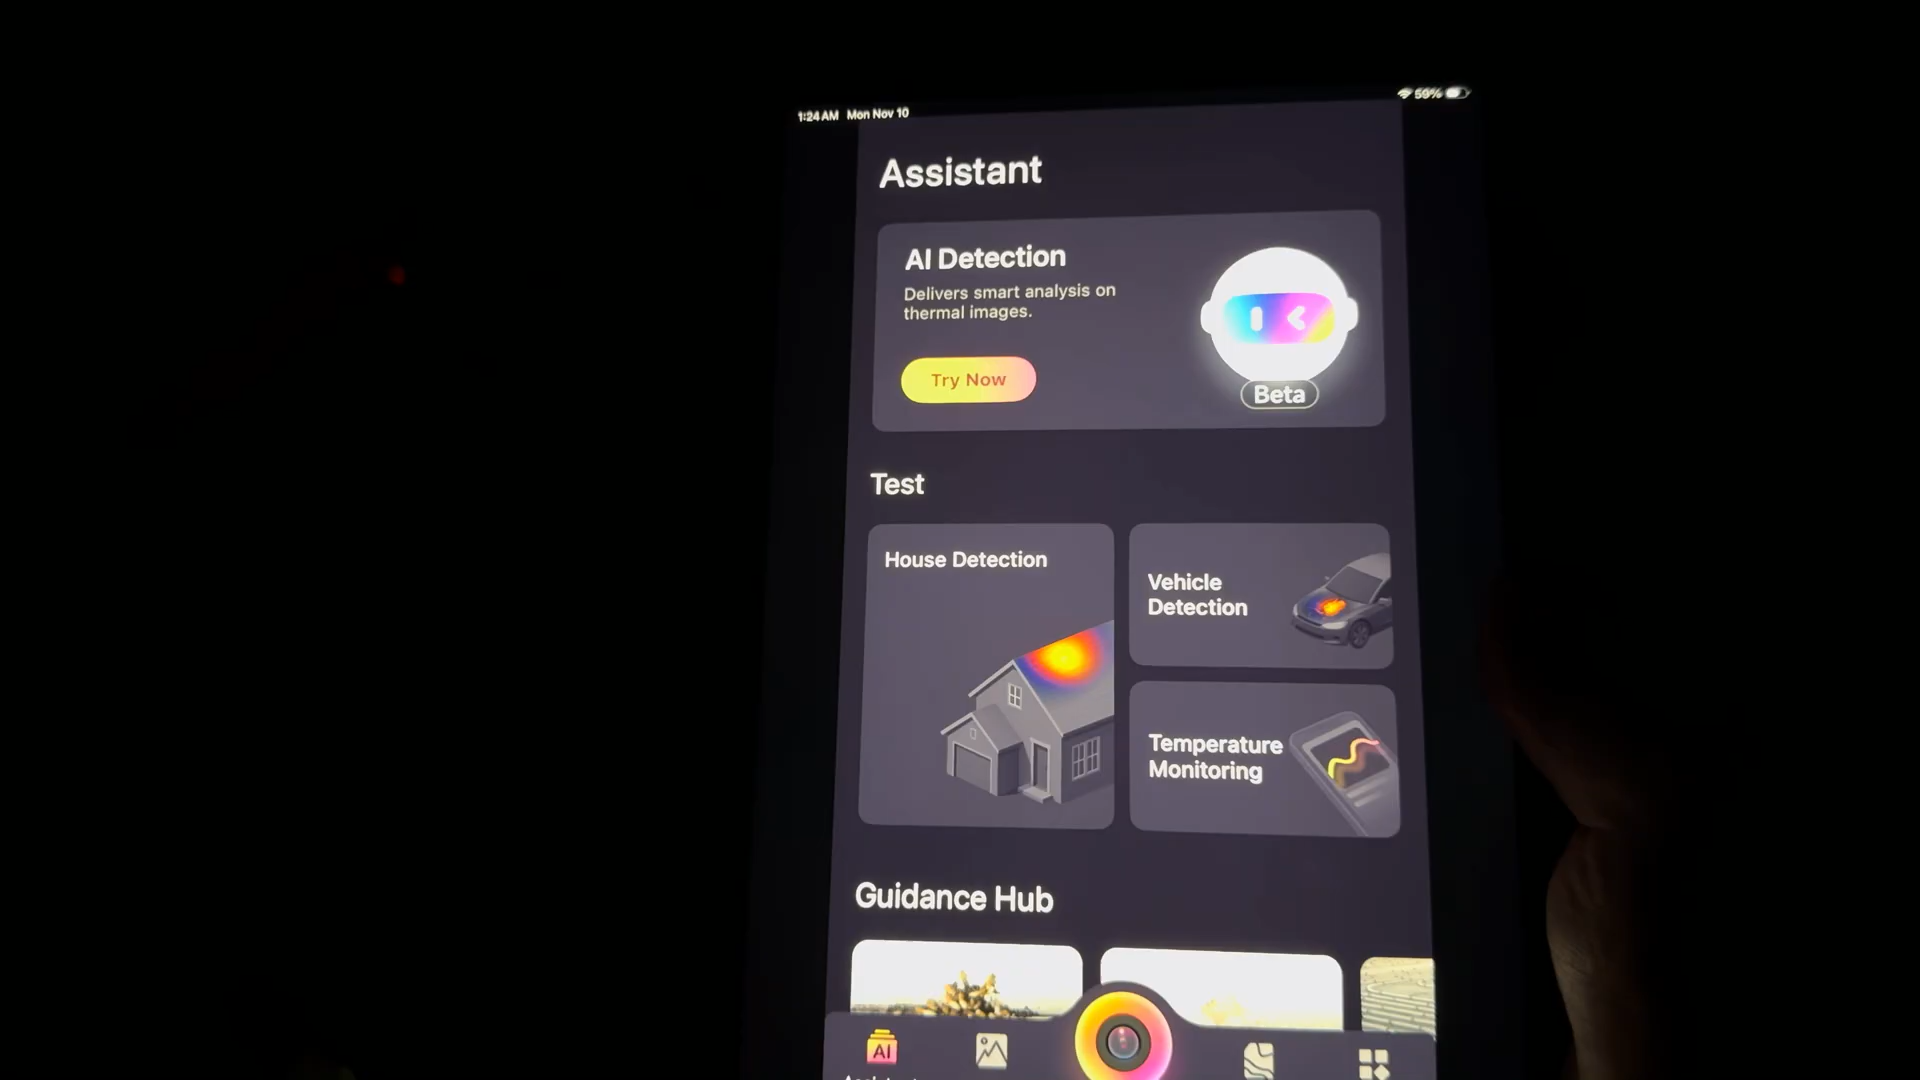 1:24 AM Mon Nov 10
59%
Assistant
AI Detection
Delivers smart analysis on
thermal images.
Try Now
Beta
Test
House Detection
Vehicle
Detection
Temperature
Monitoring
Guidance Hub
AI